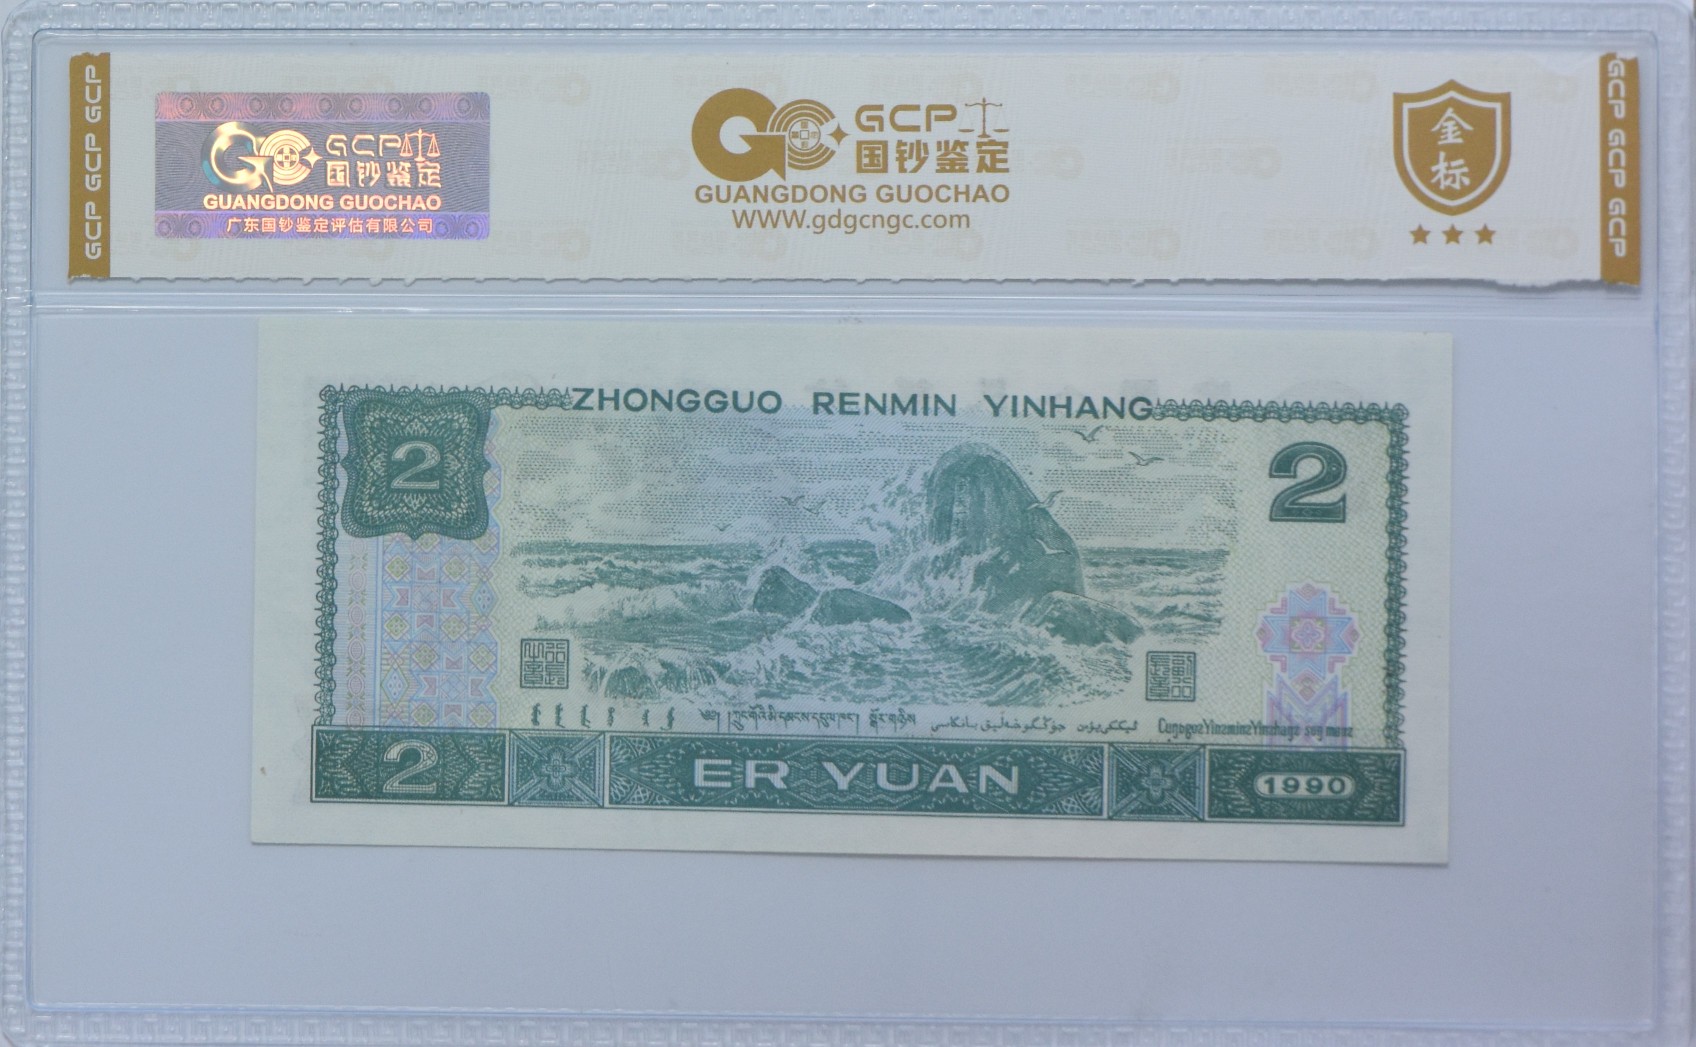 GCP GCP GCP
GCP
国钞鉴定
GUANGDONG GUOCHAO
广东国钞鉴定评估有限公司
GCP
国钞鉴定
GUANGDONG GUOCHAO
WWW.gdgcngc.com
金
标
GCP GCP GCP
ZHONGGUO RENMIN YINHANG
2
2
2
ER YUAN
1990